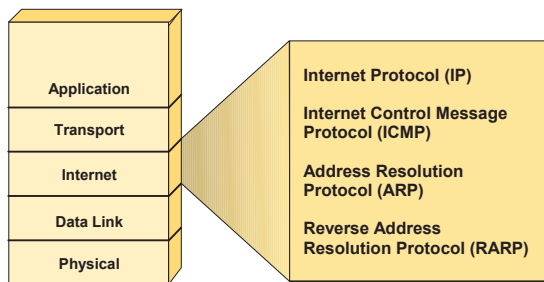 Application
Transport
Internet
Data Link
Physical
Internet Protocol (IP)
Internet Control Message
Protocol (ICMP)
Address Resolution
Protocol (ARP)
Reverse Address
Resolution Protocol (RARP)